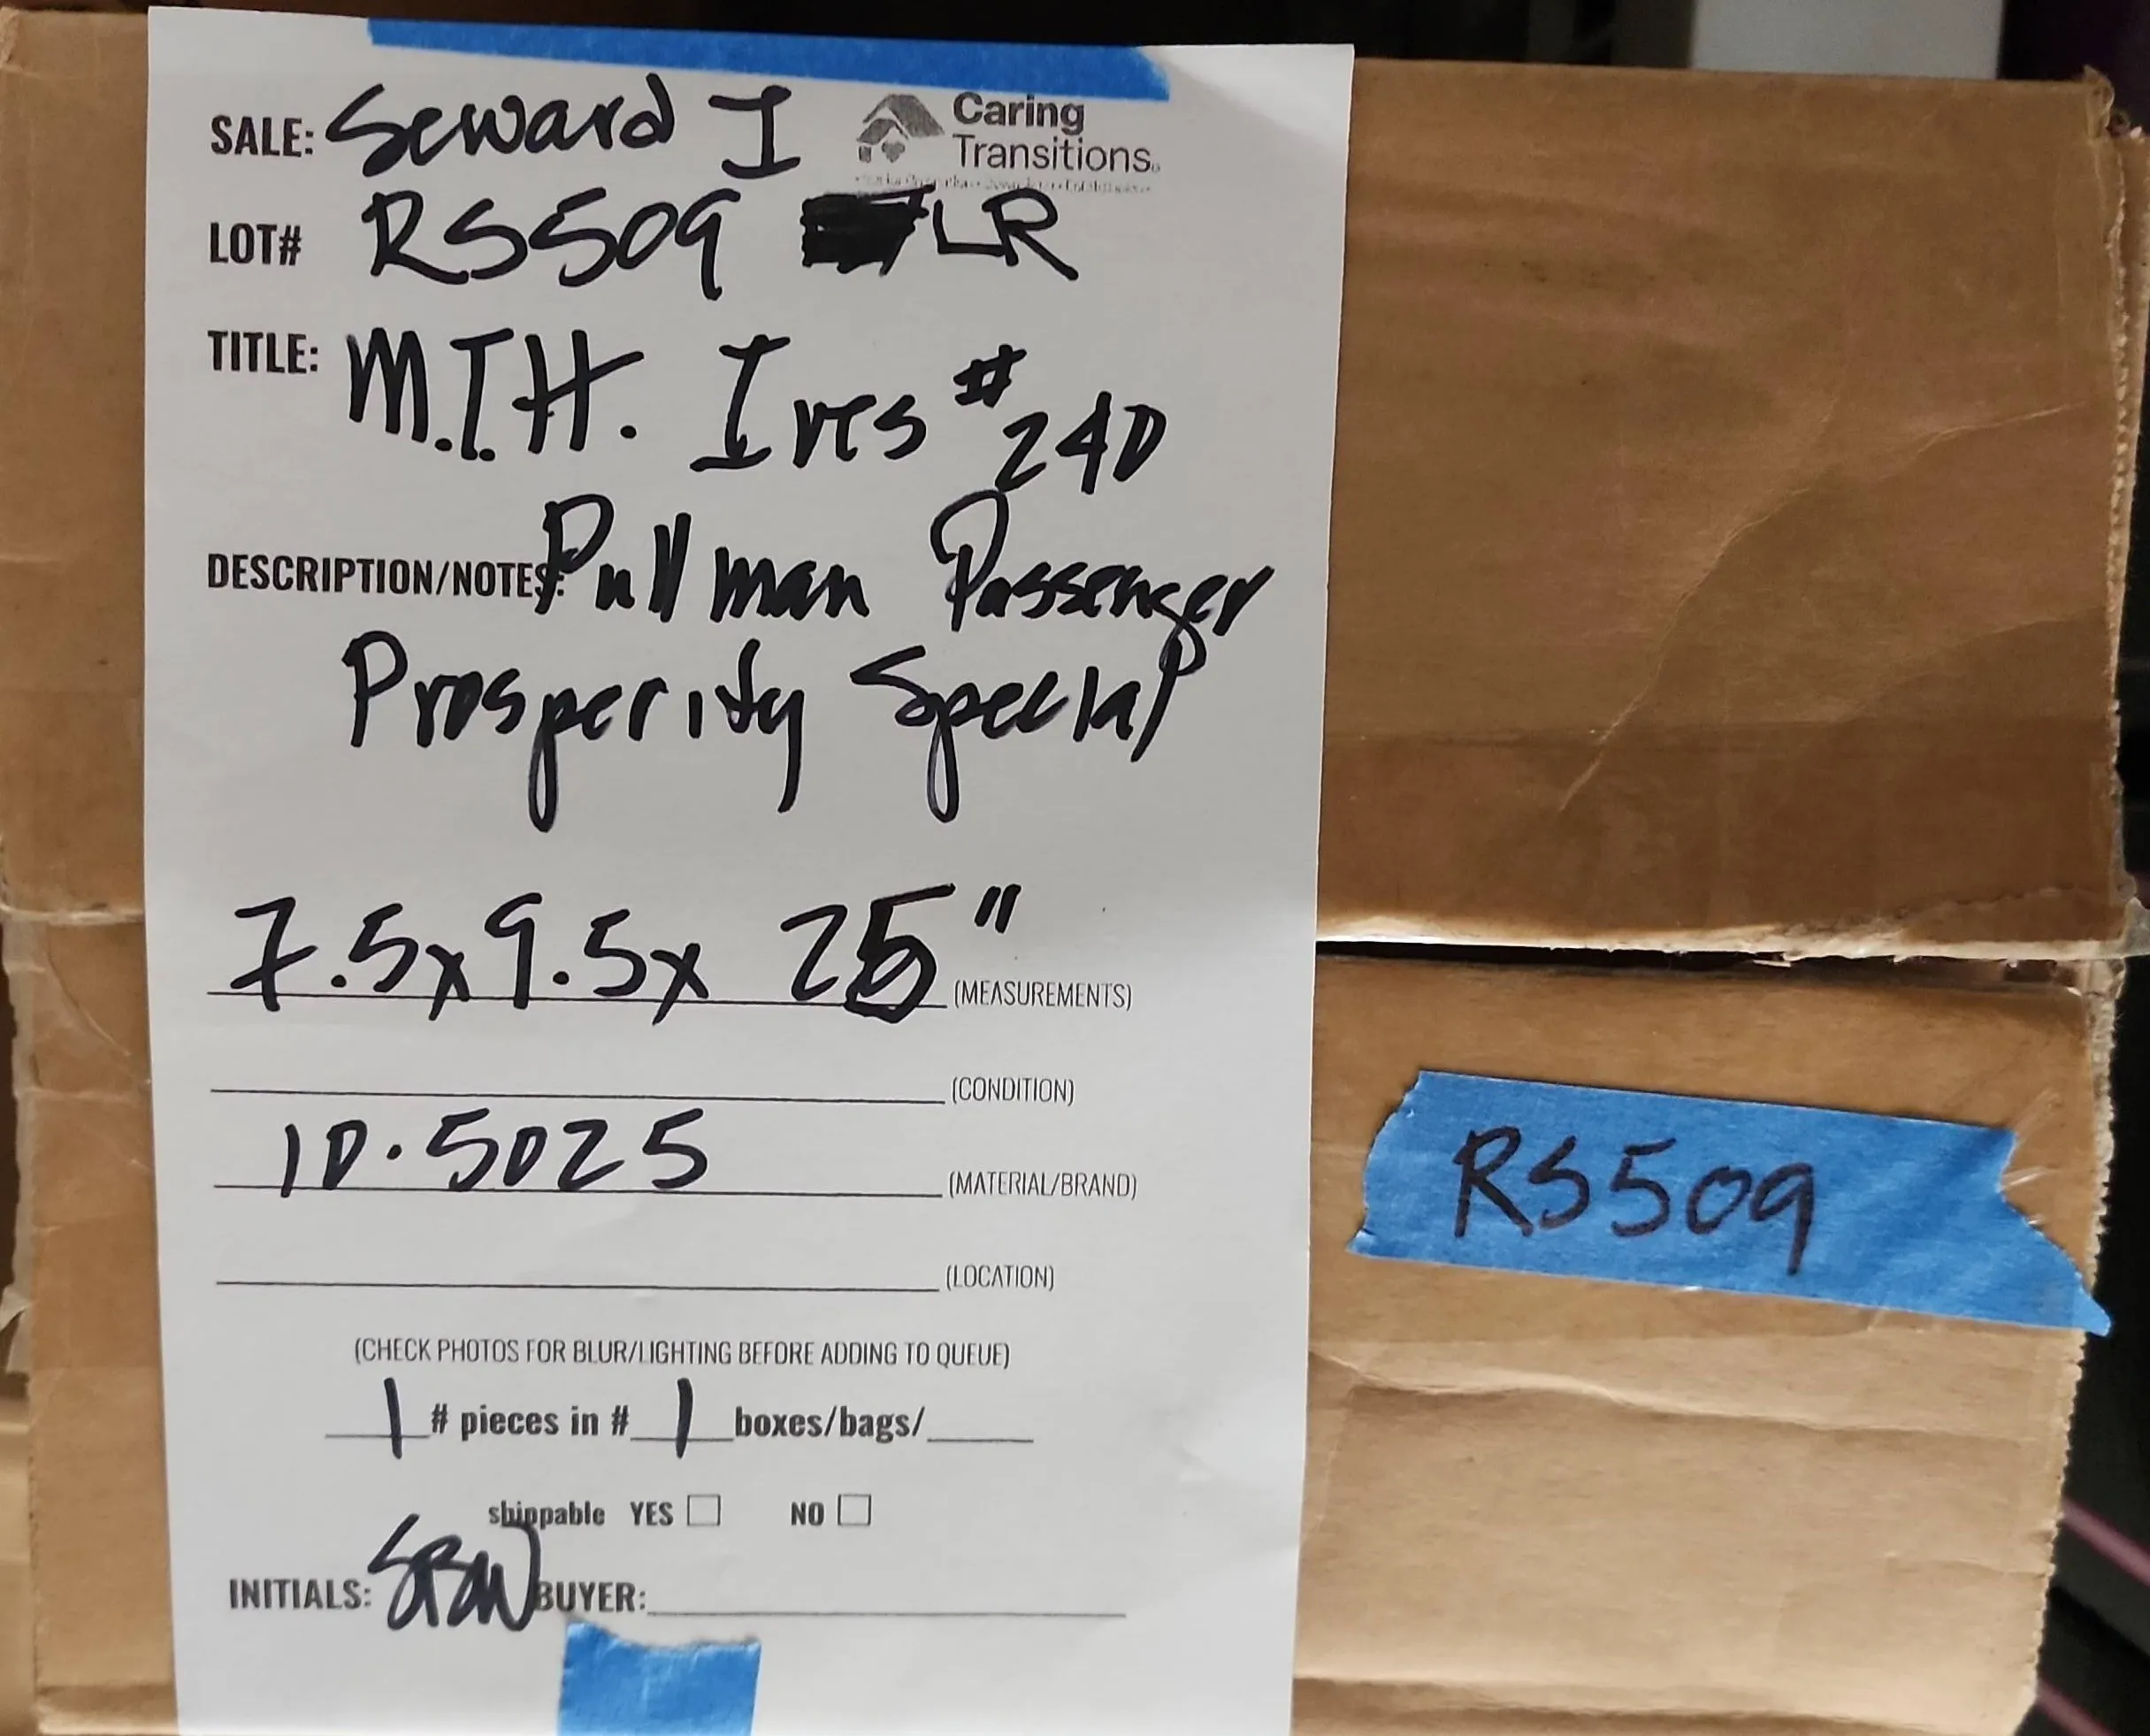 SALE: Seward I Caring
Transitions
LOT# RS509 LR
TITLE: M.T.H. Ives #240
DESCRIPTION/NOTES: Pullman Passenger
Prosperity Special
7.5x9.5x 25" (MEASUREMENTS)
(CONDITION)
10.5025 (MATERIAL/BRAND)
RS509
(LOCATION)
(CHECK PHOTOS FOR BLUR/LIGHTING BEFORE ADDING TO QUEUE)
1 # pieces in # 1 boxes/bags/
shippable YES NO
INITIALS: SBW BUYER: